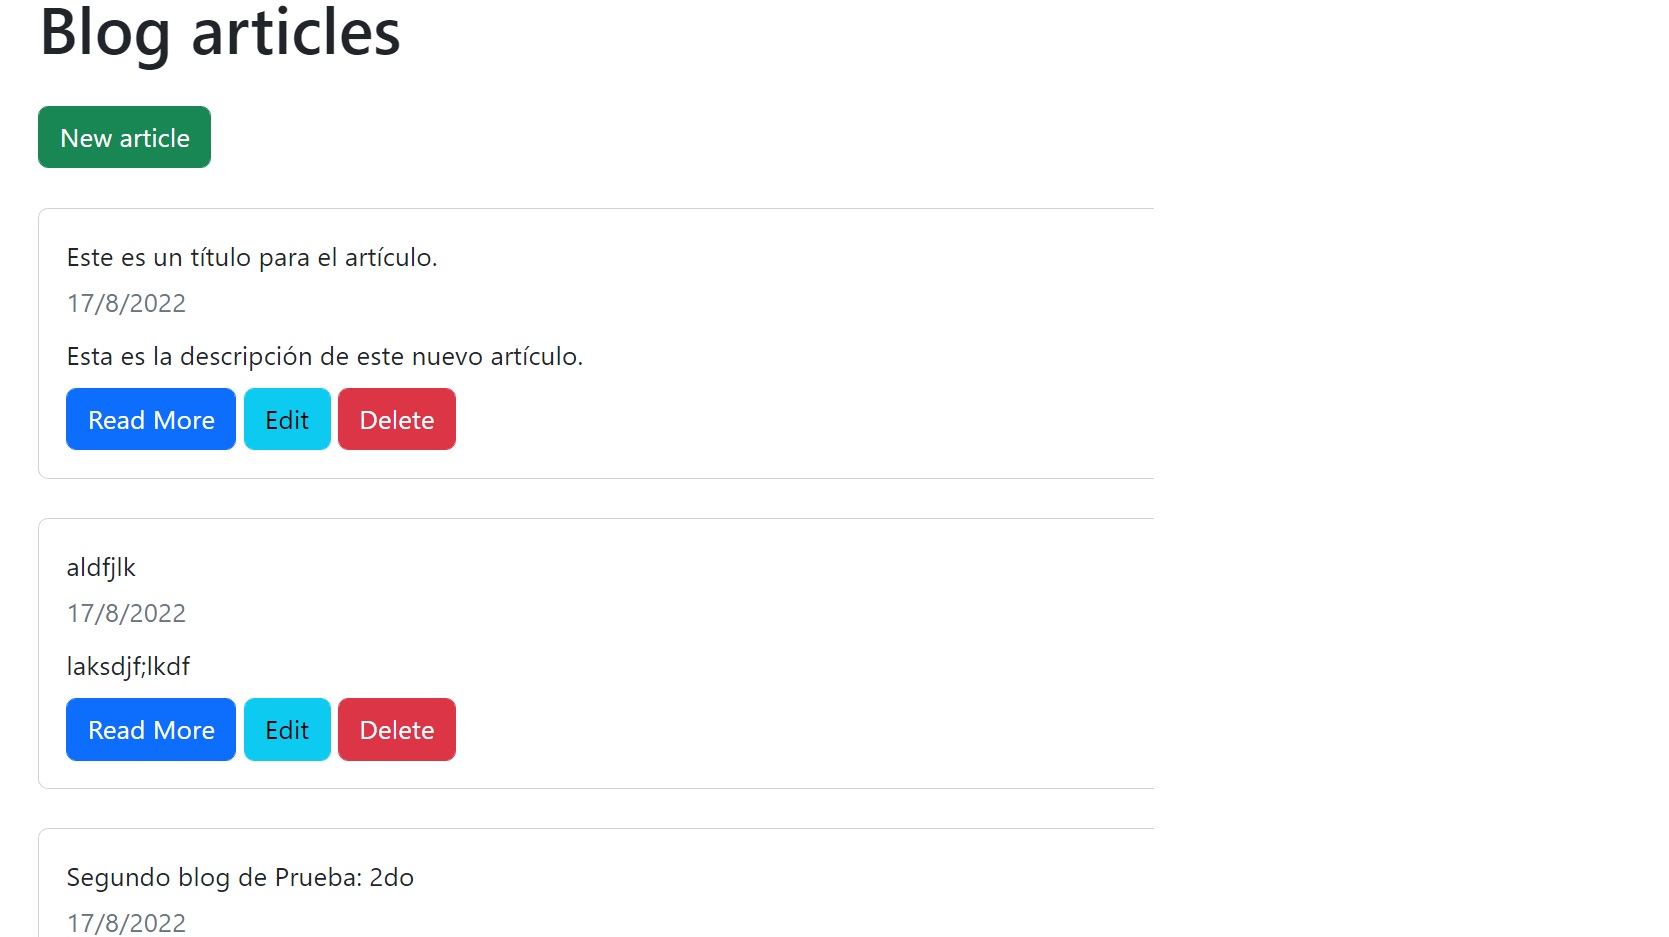 Blog articles
New article
Este es un título para el artículo.
17/8/2022
Esta es la descripción de este nuevo artículo.
Read More Edit Delete
aldfjlk
17/8/2022
laksdjf;lkdf
Read More Edit Delete
Segundo blog de Prueba: 2do
17/8/2022